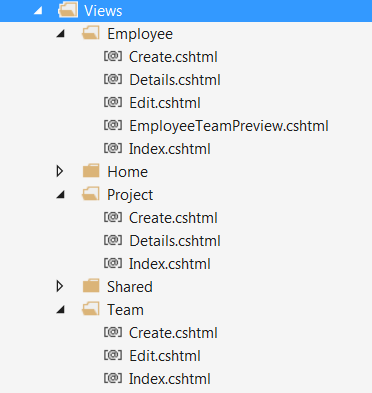 Views
Employee
[@] Create.cshtml
[@] Details.cshtml
[@] Edit.cshtml
[@] EmployeeTeamPreview.cshtml
[@] Index.cshtml
Home
Project
[@] Create.cshtml
[@] Details.cshtml
[@] Index.cshtml
Shared
Team
[@] Create.cshtml
[@] Edit.cshtml
[@] Index.cshtml